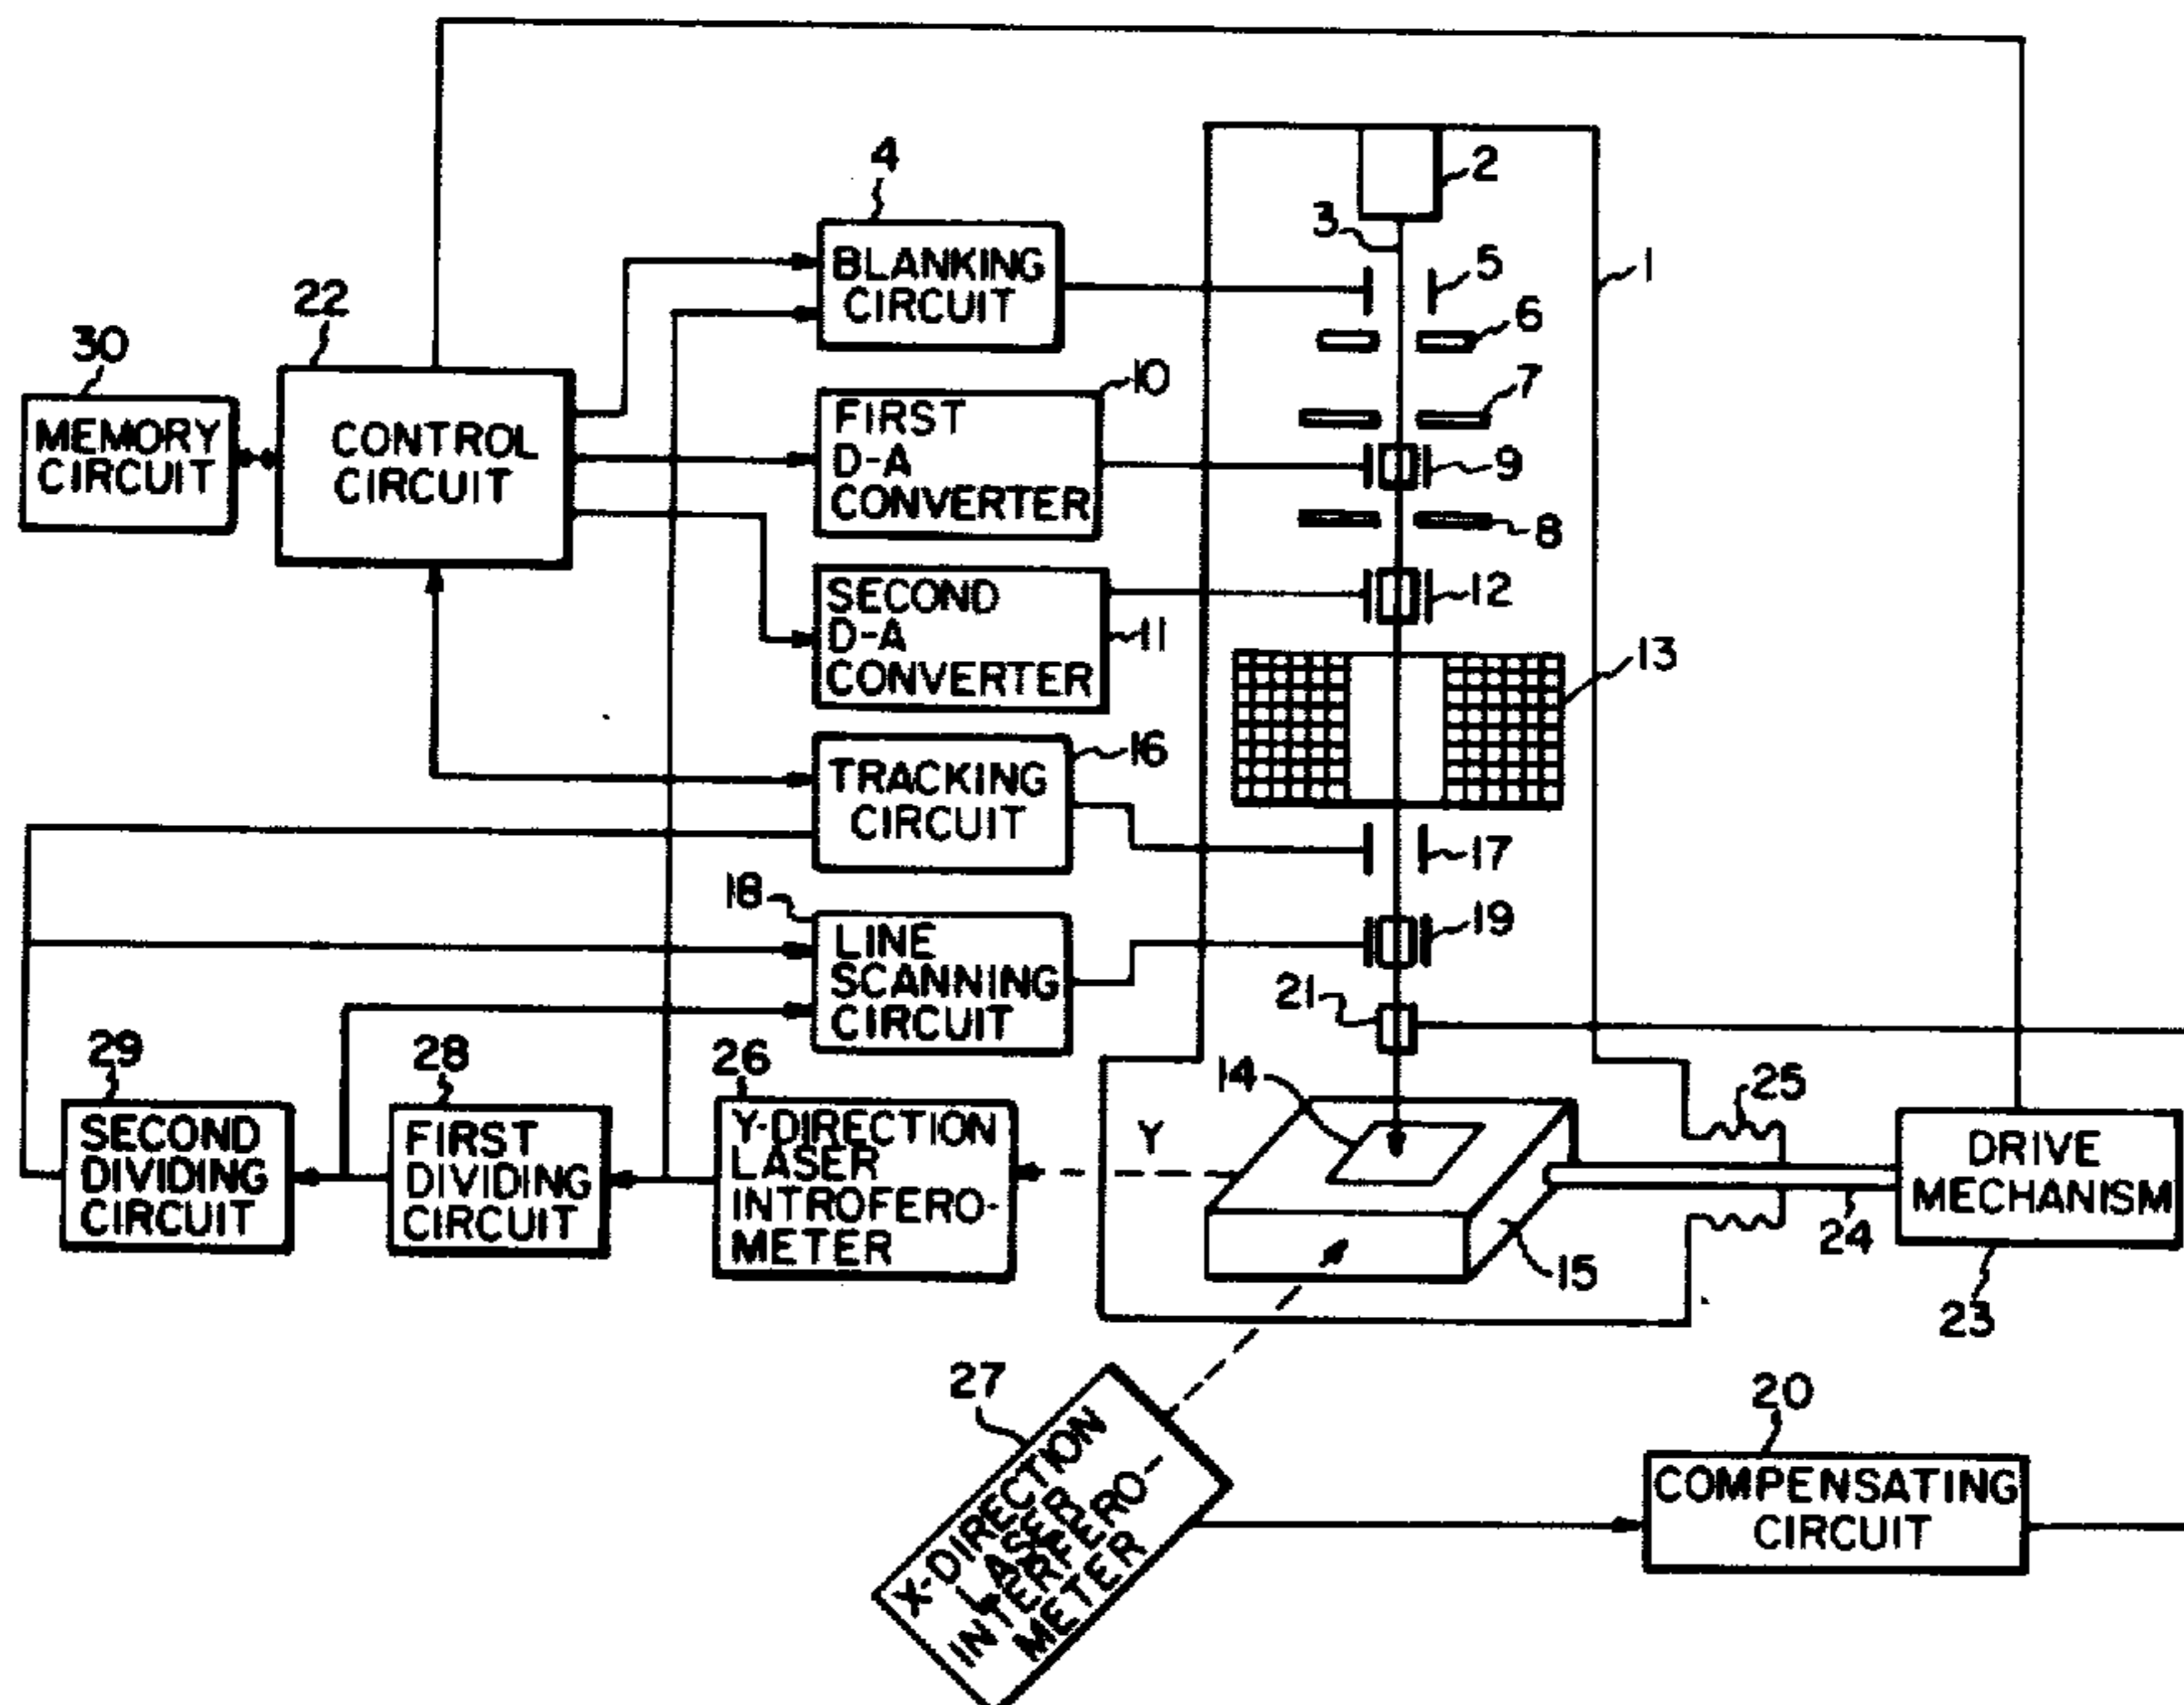 4
BLANKING
CIRCUIT
2
3
5
1
6
22
30
MEMORY
CIRCUIT
CONTROL
CIRCUIT
10
FIRST
D-A
CONVERTER
7
9
8
SECOND
D-A
CONVERTER
11
12
13
16
TRACKING
CIRCUIT
17
18
LINE
SCANNING
CIRCUIT
19
21
29
SECOND
DIVIDING
CIRCUIT
28
FIRST
DIVIDING
CIRCUIT
26
Y-DIRECTION
LASER
INTROFERO-
METER
Y
14
15
25
24
DRIVE
MECHANISM
23
27
X-DIRECTION
LASER
INTERFERO-
METER
20
COMPENSATING
CIRCUIT